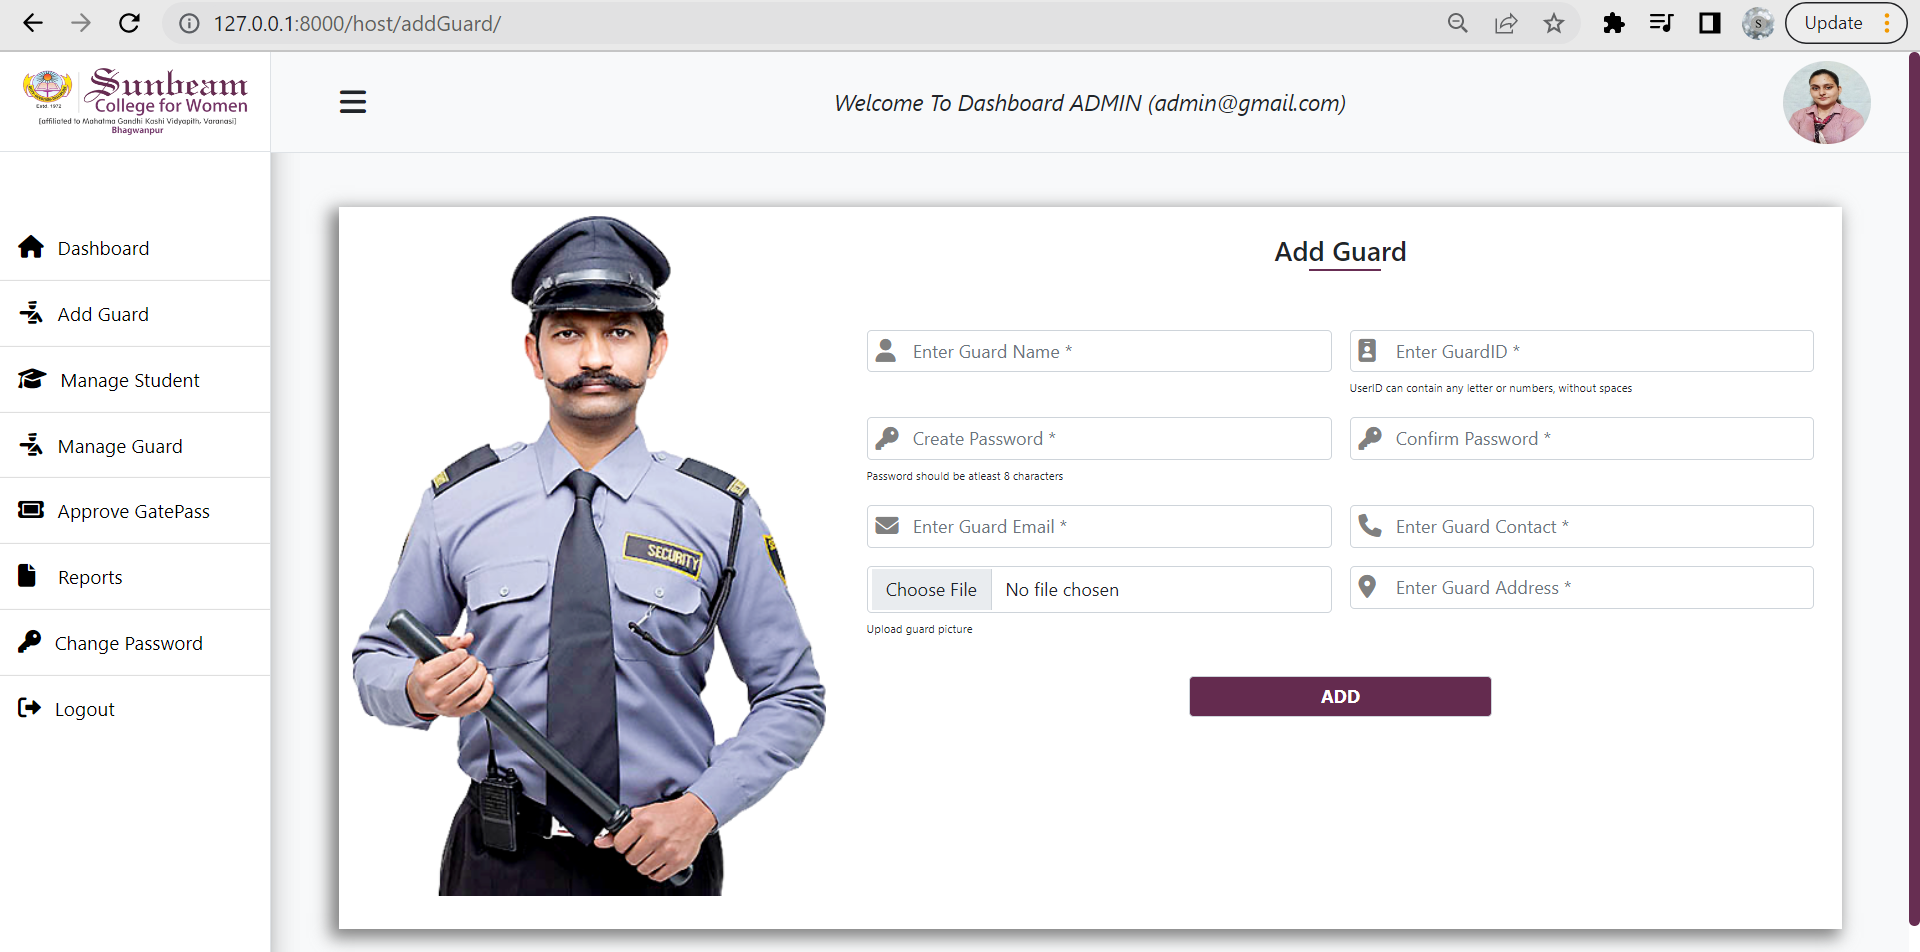 127.0.0.1:8000/host/addGuard/
S
Update
Sunbeam
College for Women
Estd. 1972
[affiliated to Mahatma Gandhi Kashi Vidyapith, Varanasi]
Bhagwanpur
Welcome To Dashboard ADMIN (admin@gmail.com)
Dashboard
Add Guard
Manage Student
Manage Guard
Approve GatePass
Reports
Change Password
Logout
SECURITY
Add Guard
Enter Guard Name *
Enter GuardID *
UserID can contain any letter or numbers, without spaces
Create Password *
Confirm Password *
Password should be atleast 8 characters
Enter Guard Email *
Enter Guard Contact *
Choose File No file chosen
Enter Guard Address *
Upload guard picture
ADD